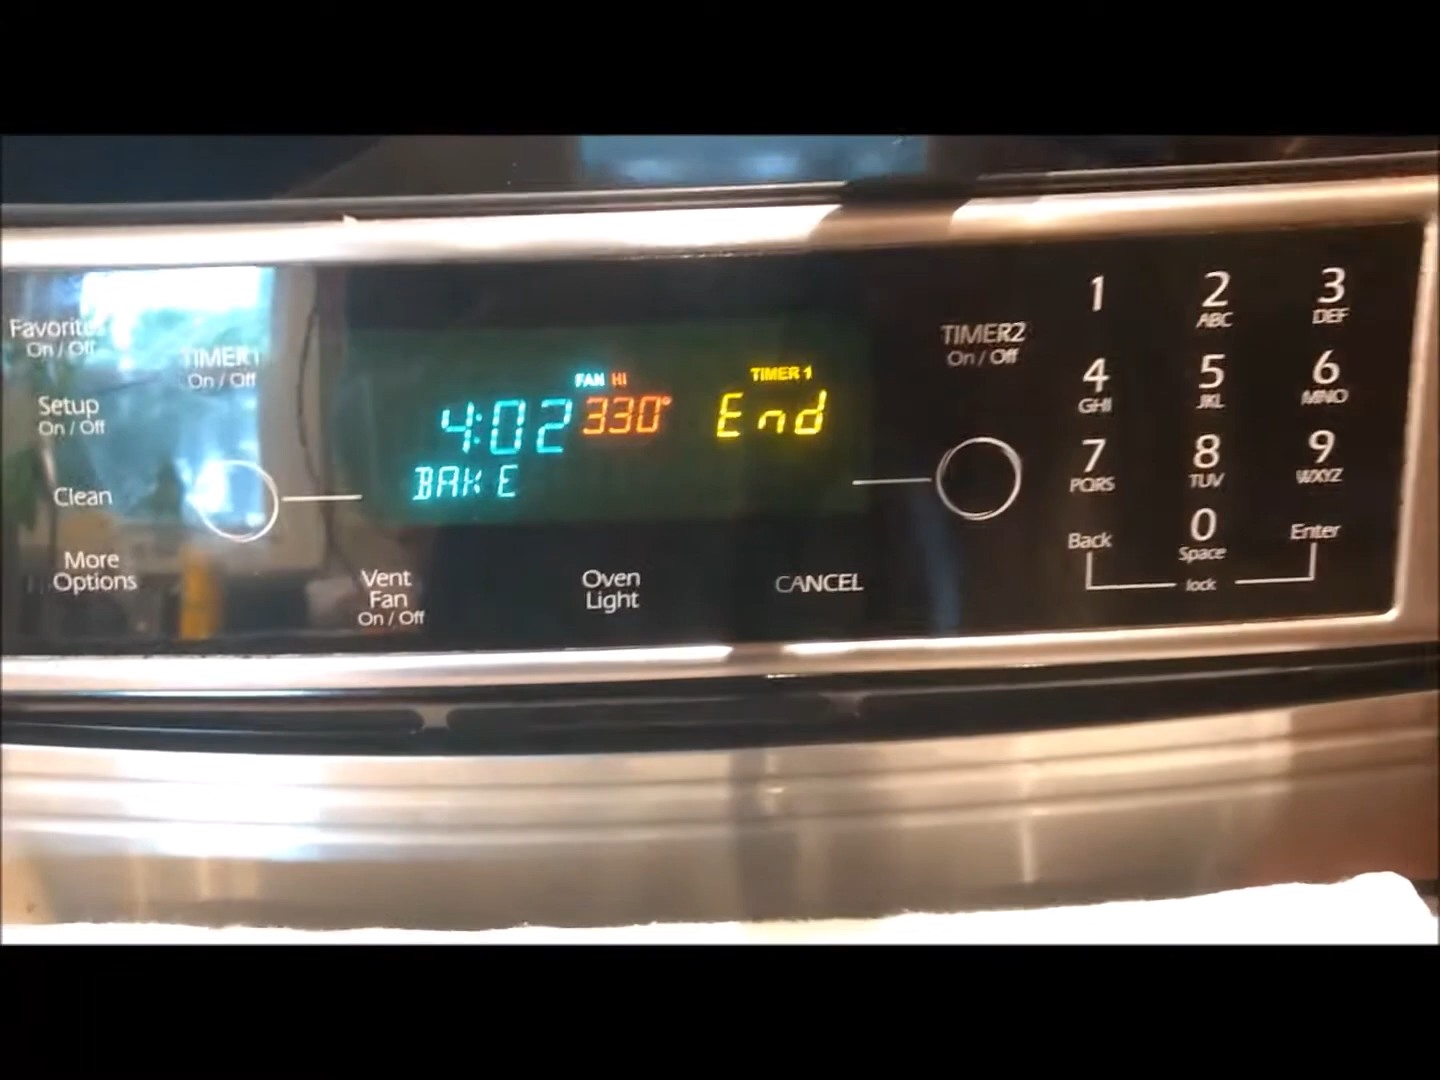 Favorites
On / Off
Setup
On / Off
Clean
More
Options
TIMER1
On / Off
FAN HI
4:02 330°
BAKE
TIMER 1
End
Vent
Fan
On / Off
Oven
Light
CANCEL
TIMER2
On / Off
1
2
ABC
3
DEF
4
GHI
5
JKL
6
MNO
7
PQRS
8
TUV
9
WXYZ
Back
0
Space
Enter
lock